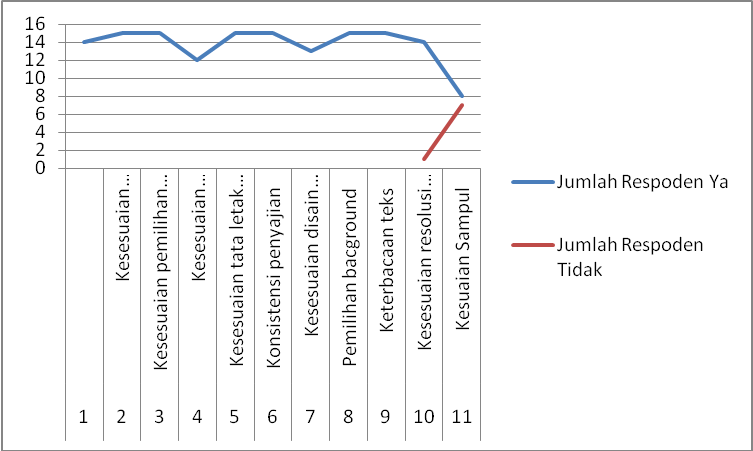 16
14
12
10
8
6
4
2
0
Kesesuaian...
Kesesuaian pemilihan...
Kesesuaian...
Kesesuaian tata letak...
Konsistensi penyajian
Kesesuaian disain...
Pemilihan bacground
Keterbacaan teks
Kesesuaian resolusi...
Kesuaian Sampul
1 2 3 4 5 6 7 8 9 10 11
Jumlah Respoden Ya
Jumlah Respoden
Tidak